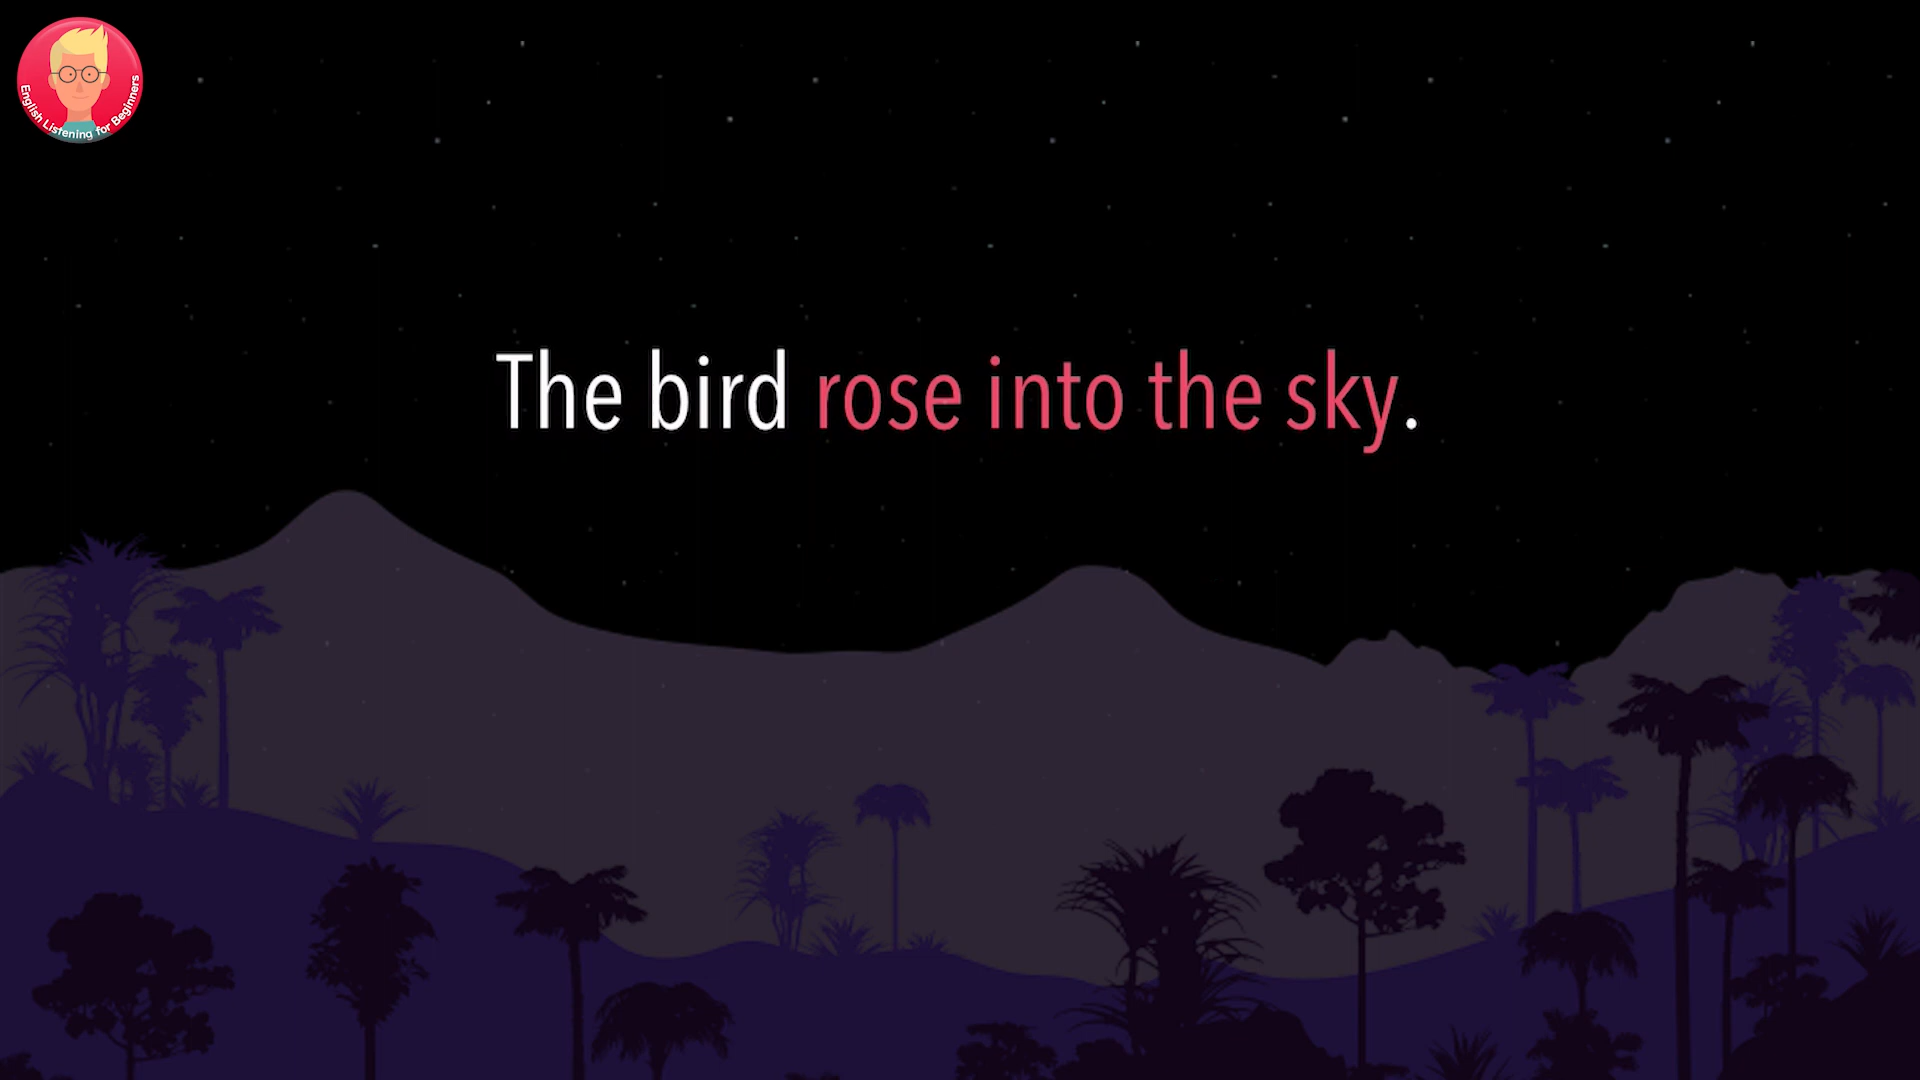 English Listening for Beginners
The bird rose into the sky.